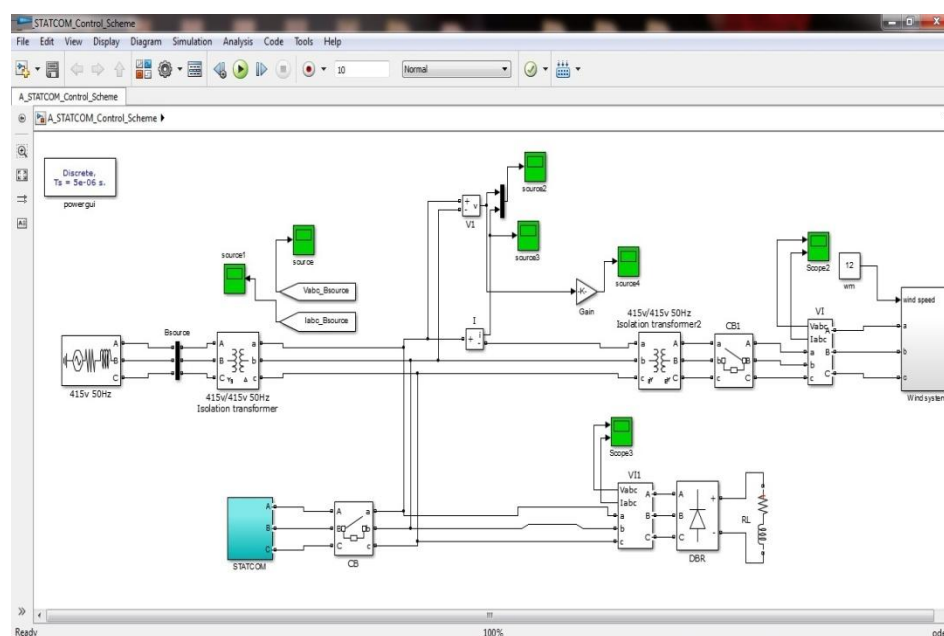 STATCOM_Control_Scheme
File Edit View Display Diagram Simulation Analysis Code Tools Help
10
Normal
A_STATCOM_Control_Scheme
A_STATCOM_Control_Scheme
Discrete,
Ts = 5e-06 s.
powergui
source1
source
Vabc_Bsource
Iabc_Bsource
+
-
v
V1
source2
source3
source4
-K-
Gain
Scope2
12
wm
wind speed
a
b
c
Wind system
A
B
C
415v 50Hz
Bsource
A
B
C
Yg
Δ
a
b
c
415v/415v 50Hz
Isolation transformer
I
+
i
-
415v/415v 50Hz
Isolation transformer2
a
b
c
A
B
C
CB1
a
b
c
A
B
C
VI
Vabc
Iabc
a
b
c
A
B
C
Scope3
VI1
Vabc
Iabc
a
b
c
A
B
C
A
B
C
+
-
DBR
RL
A
B
C
STATCOM
A
B
C
a
b
c
CB
Ready
100%